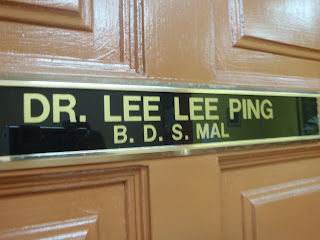 DR. LEE LEE PING
B. D. S. MAL